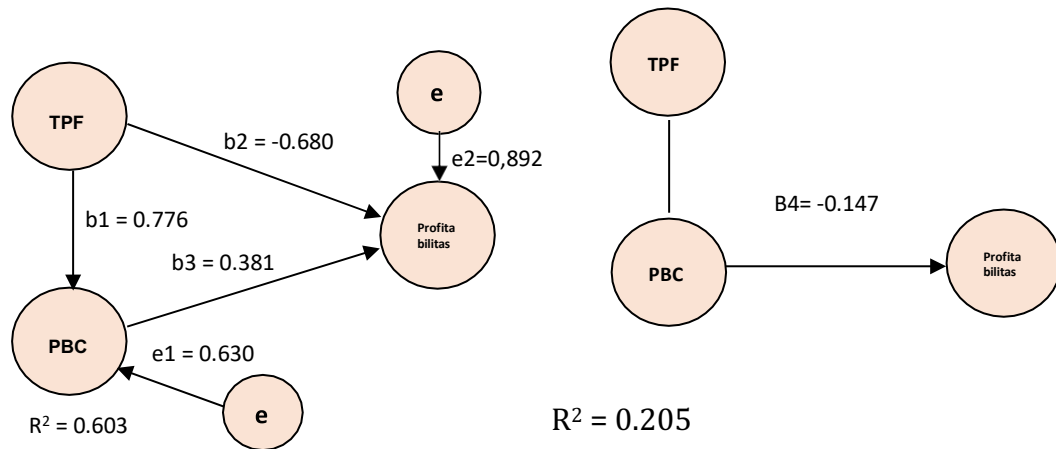 TPF
b1 = 0.776
PBC
R² = 0.603
b2 = -0.680
b3 = 0.381
e1 = 0.630
e
e
e2=0,892
Profita
bilitas
TPF
PBC
B4= -0.147
Profita
bilitas
R² = 0.205